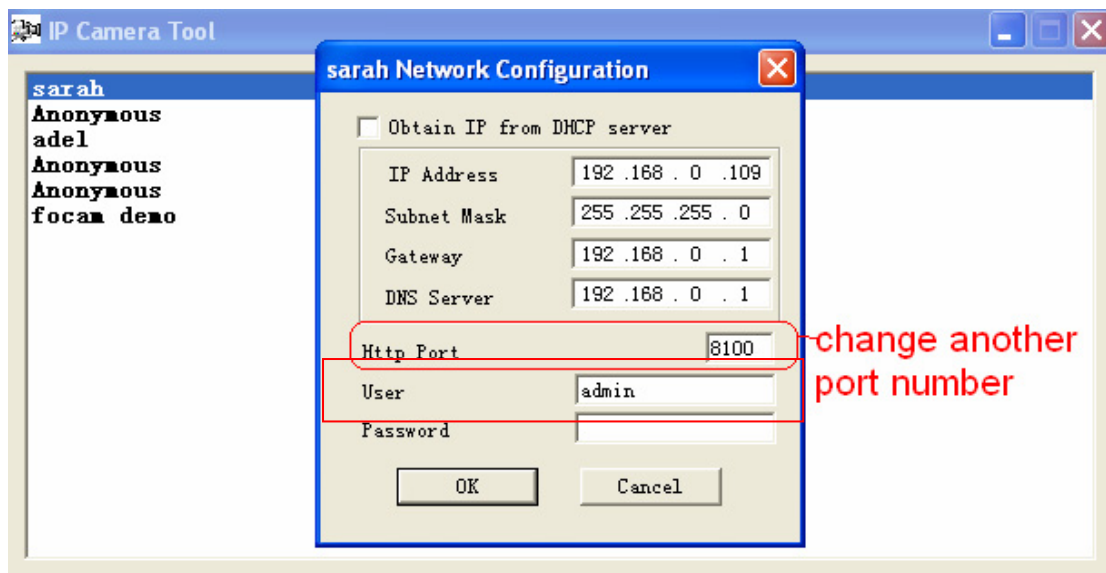 IP Camera Tool
sarah
Anonymous
adel
Anonymous
Anonymous
focam demo
sarah Network Configuration
Obtain IP from DHCP server
IP Address 192 .168 . 0 .109
Subnet Mask 255 .255 .255 . 0
Gateway 192 .168 . 0 . 1
DNS Server 192 .168 . 0 . 1
Http Port 8100
User admin
Password
OK Cancel
change another
port number